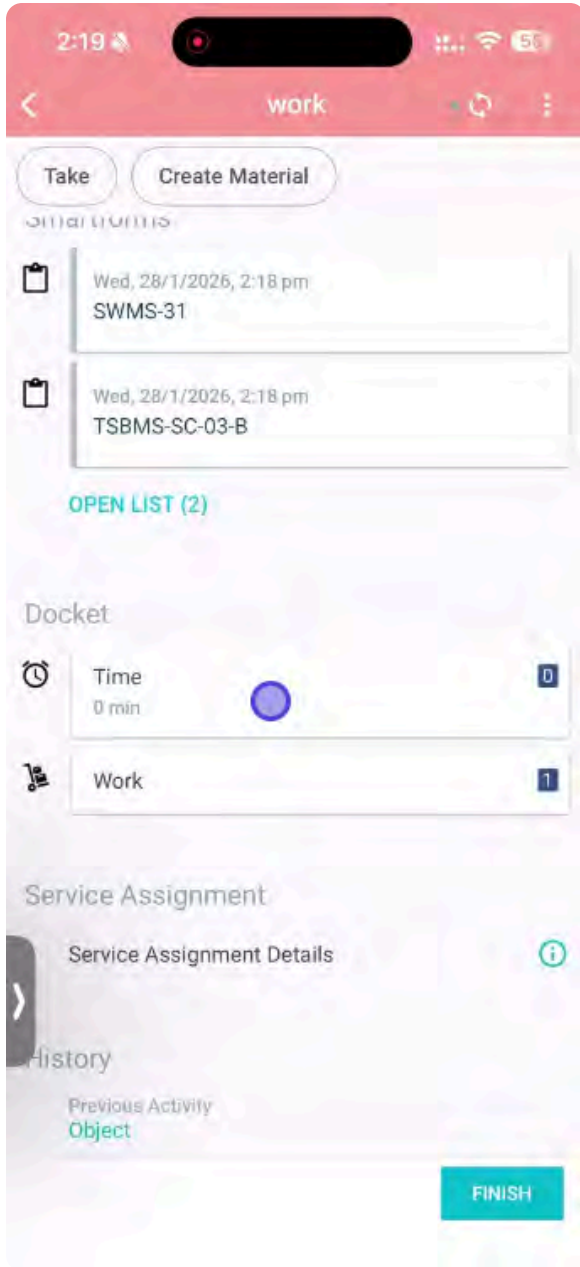 2:19
work
Take
Create Material
Smartforms
Wed, 28/1/2026, 2:18 pm
SWMS-31
Wed, 28/1/2026, 2:18 pm
TSBMS-SC-03-B
OPEN LIST (2)
Docket
Time
0
0 min
Work
1
Service Assignment
Service Assignment Details
History
Previous Activity
Object
FINISH